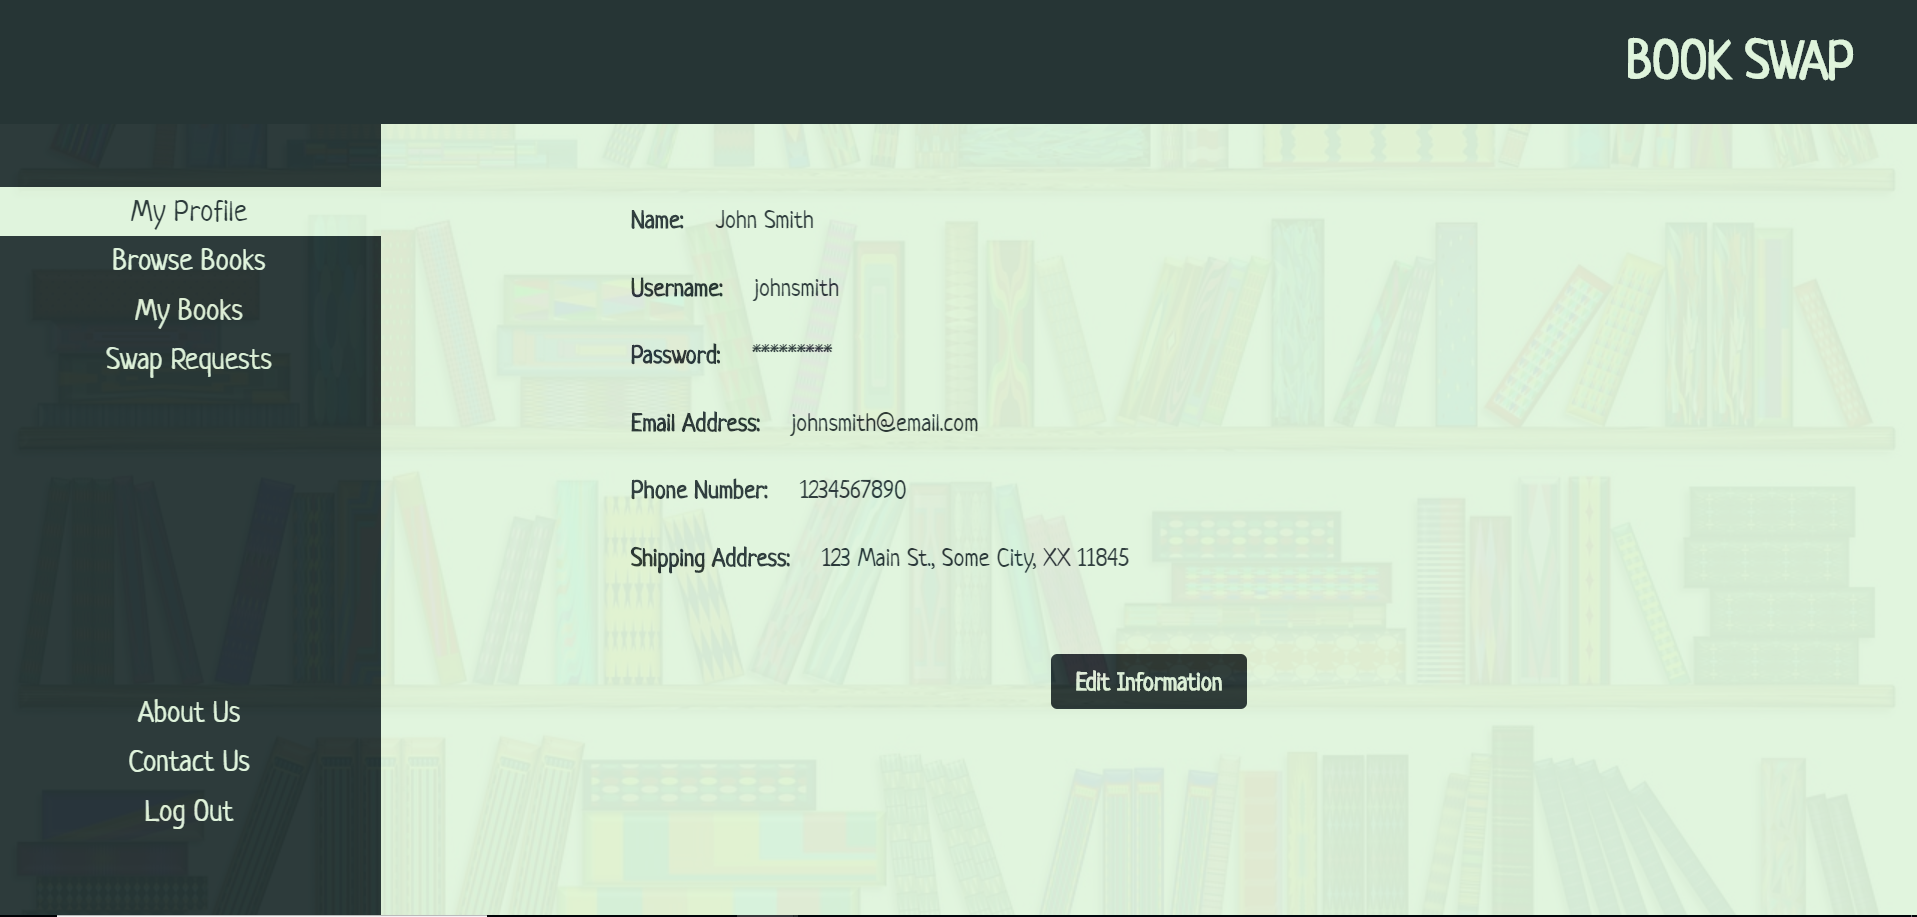 BOOK SWAP
My Profile
Browse Books
My Books
Swap Requests
About Us
Contact Us
Log Out
Name: John Smith
Username: johnsmith
Password: *********
Email Address: johnsmith@email.com
Phone Number: 1234567890
Shipping Address: 123 Main St., Some City, XX 11845
Edit Information